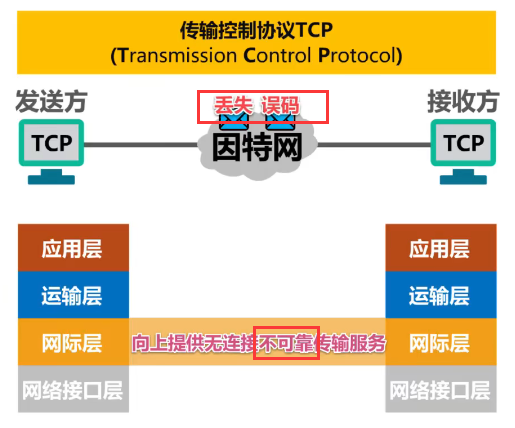 传输控制协议TCP
(Transmission Control Protocol)
发送方
丢失 误码
接收方
TCP
因特网
TCP
应用层
应用层
运输层
运输层
网际层
向上提供无连接不可靠传输服务
网际层
网络接口层
网络接口层